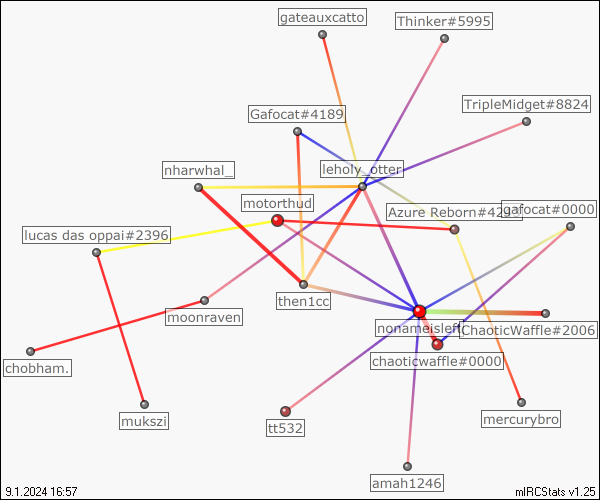 gateauxcatto
Thinker#5995
TripleMidget#8824
Gafocat#4189
nharwhal_
leholy_otter
motorthud
Azure Reborn#42
gafocat#0000
lucas das oppai#2396
then1cc
moonraven
nonameisleft
ChaoticWaffle#2006
chaoticwaffle#0000
chobham.
mukszi
tt532
mercurybro
amah1246
9.1.2024 16:57
mIRCStats v1.25